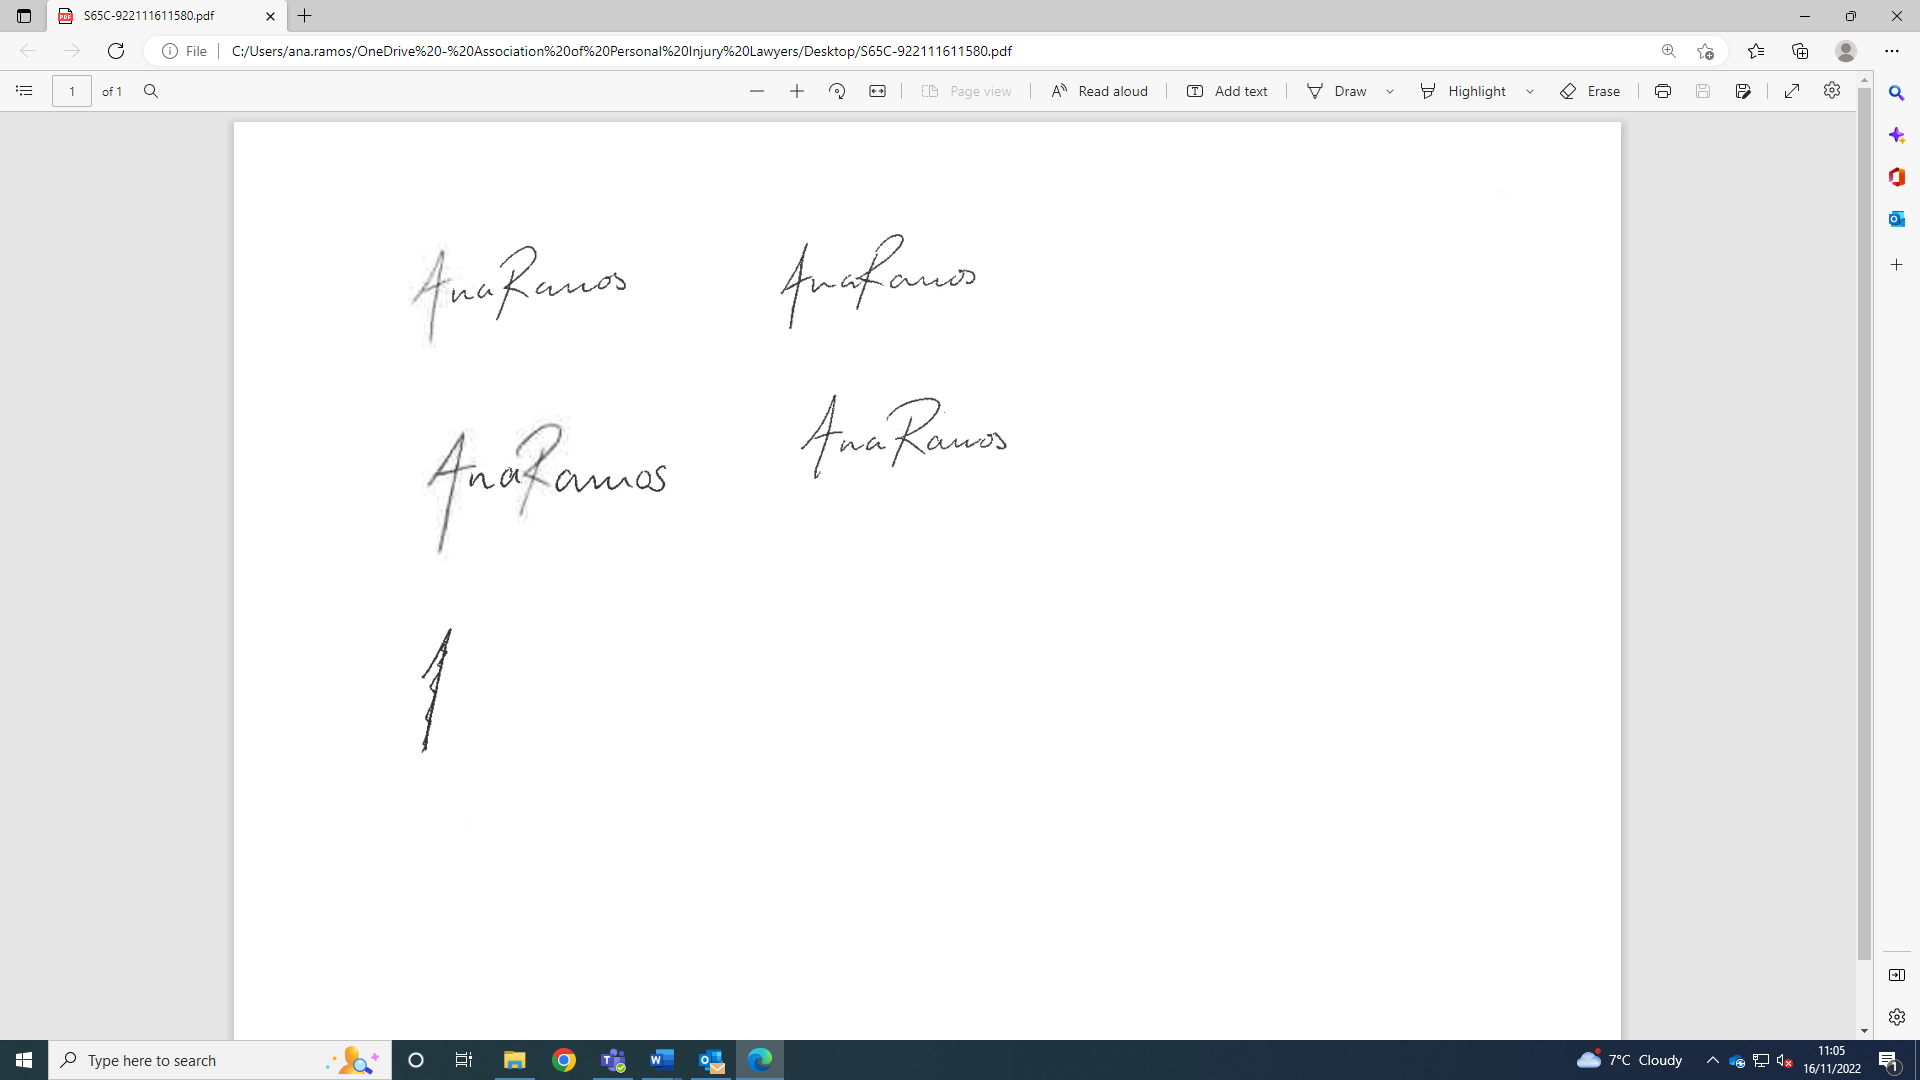 S65C-922111611580.pdf
File C:/Users/ana.ramos/OneDrive%20-%20Association%20of%20Personal%20Injury%20Lawyers/Desktop/S65C-922111611580.pdf
1 of 1 Page view Read aloud Add text Draw Highlight Erase
Ana Ramos Ana Ramos
Ana Ramos Ana Ramos
Type here to search 7°C Cloudy 11:05
16/11/2022 1